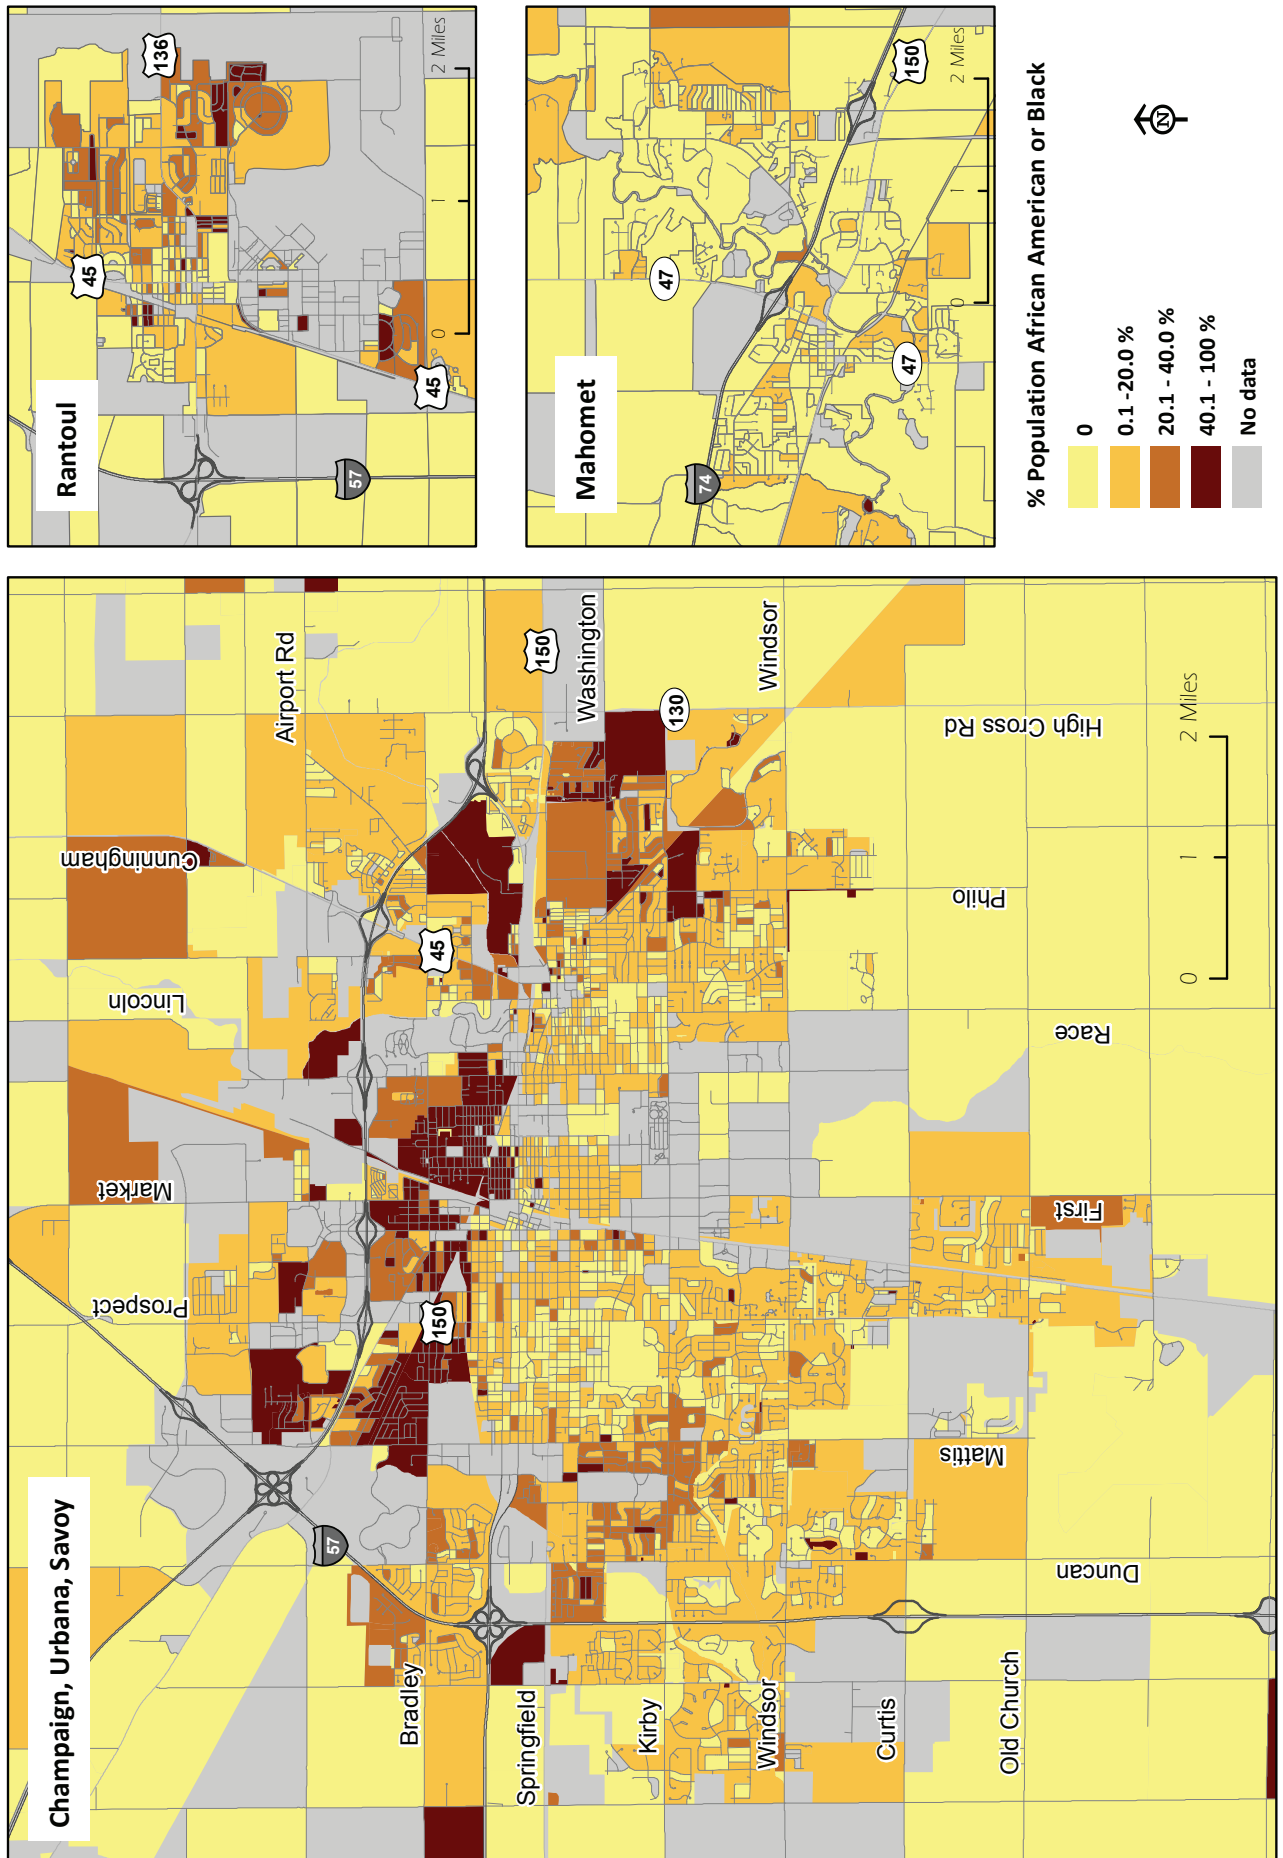 Champaign, Urbana, Savoy
57
150
45
150
130
Prospect
Market
Lincoln
Cunningham
Airport Rd
Bradley
Springfield
Kirby
Windsor
Curtis
Old Church
Duncan
Mattis
First
Race
Philo
High Cross Rd
Washington
Windsor
0 1 2 Miles
Rantoul
57
45
45
136
0 1 2 Miles
Mahomet
74
47
47
150
0 1 2 Miles
% Population African American or Black
0
0.1 -20.0 %
20.1 - 40.0 %
40.1 - 100 %
No data
N